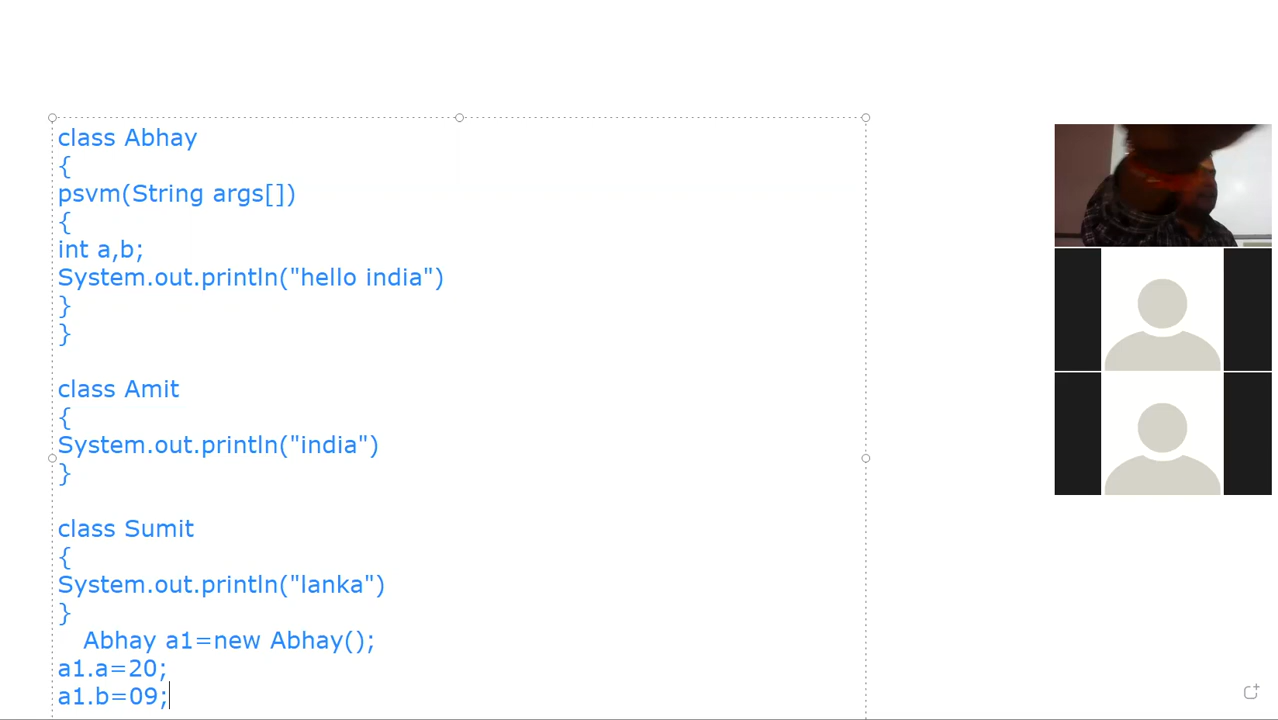 class Abhay
{
psvm(String args[])
{
int a,b;
System.out.println("hello india")
}
}
class Amit
{
System.out.println("india")
}
class Sumit
{
System.out.println("lanka")
}
Abhay a1=new Abhay();
a1.a=20;
a1.b=09;